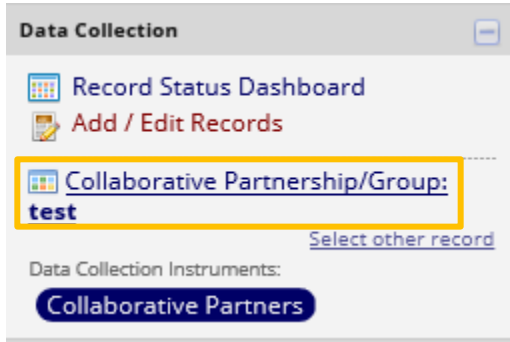 Data Collection
Record Status Dashboard
Add / Edit Records
Collaborative Partnership/Group:
test
Select other record
Data Collection Instruments:
Collaborative Partners